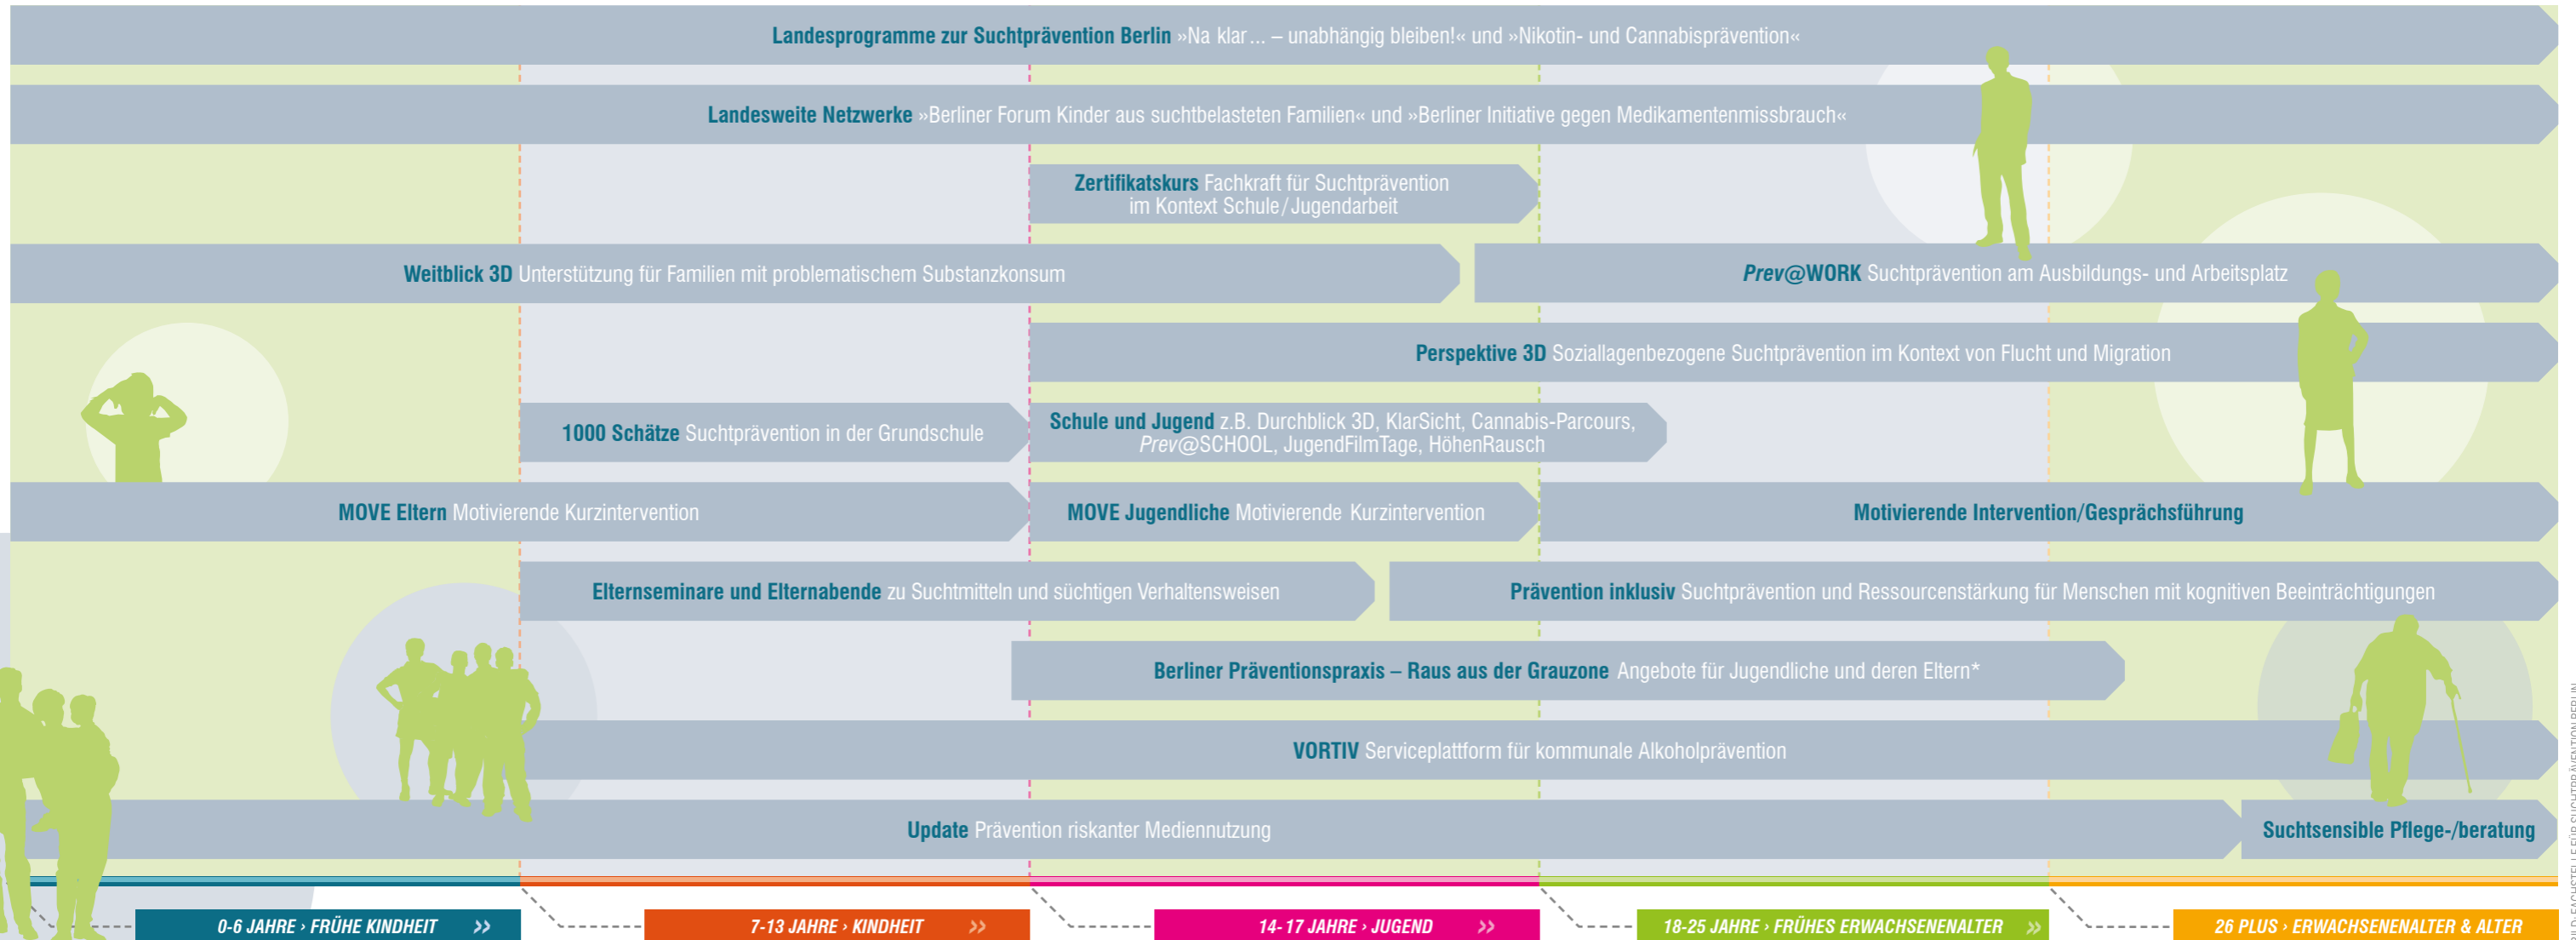 Landesprogramme zur Suchtprävention Berlin »Na klar ... – unabhängig bleiben!« und »Nikotin- und Cannabisprävention«
Landesweite Netzwerke »Berliner Forum Kinder aus suchtbelasteten Familien« und »Berliner Initiative gegen Medikamentenmissbrauch«
Zertifikatskurs Fachkraft für Suchtprävention
im Kontext Schule/Jugendarbeit
Weitblick 3D Unterstützung für Familien mit problematischem Substanzkonsum
Prev@WORK Suchtprävention am Ausbildungs- und Arbeitsplatz
Perspektive 3D Soziallagenbezogene Suchtprävention im Kontext von Flucht und Migration
1000 Schätze Suchtprävention in der Grundschule
Schule und Jugend z.B. Durchblick 3D, KlarSicht, Cannabis-Parcours,
Prev@SCHOOL, JugendFilmTage, HöhenRausch
MOVE Eltern Motivierende Kurzintervention
MOVE Jugendliche Motivierende Kurzintervention
Motivierende Intervention/Gesprächsführung
Elternseminare und Elternabende zu Suchtmitteln und süchtigen Verhaltensweisen
Prävention inklusiv Suchtprävention und Ressourcenstärkung für Menschen mit kognitiven Beeinträchtigungen
Berliner Präventionspraxis – Raus aus der Grauzone Angebote für Jugendliche und deren Eltern*
VORTIV Serviceplattform für kommunale Alkoholprävention
Update Prävention riskanter Mediennutzung
Suchtsensible Pflege-/beratung
0-6 JAHRE › FRÜHE KINDHEIT »
7-13 JAHRE › KINDHEIT »
14-17 JAHRE › JUGEND »
18-25 JAHRE › FRÜHES ERWACHSENENALTER »
26 PLUS › ERWACHSENENALTER & ALTER
FACHSTELLE FÜR SUCHTPRÄVENTION BERLIN